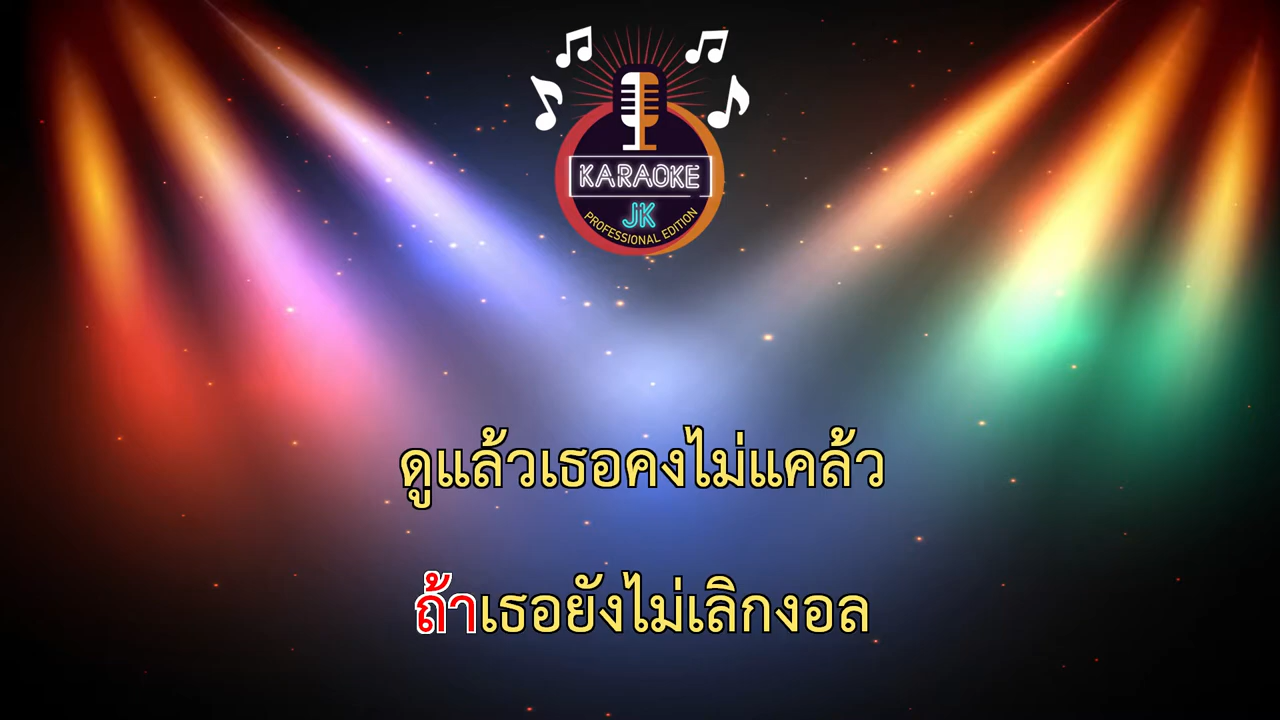 KARAOKE
JK
PROFESSIONAL EDITION
ดูแล้วเธอคงไม่แคล้ว
ถ้าเธอยังไม่เลิกงอล